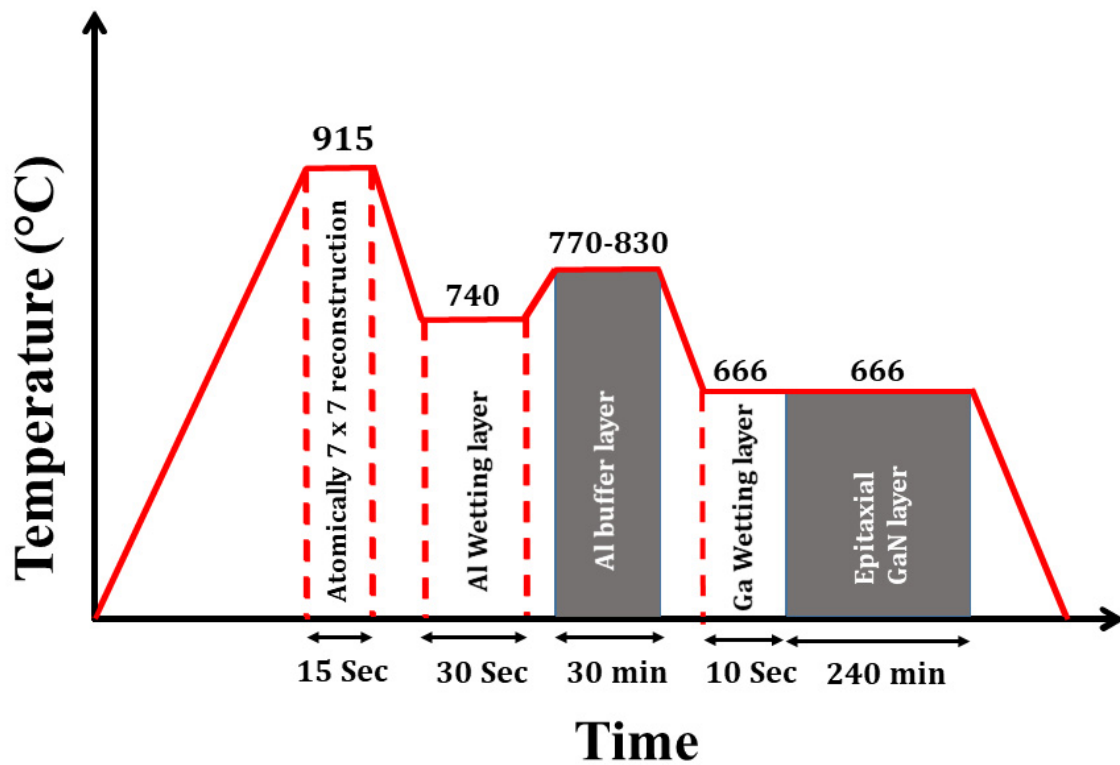 Temperature (°C)
915
740
770-830
666
666
Atomically 7 x 7 reconstruction
Al Wetting layer
Al buffer layer
Ga Wetting layer
Epitaxial
GaN layer
15 Sec
30 Sec
30 min
10 Sec
240 min
Time